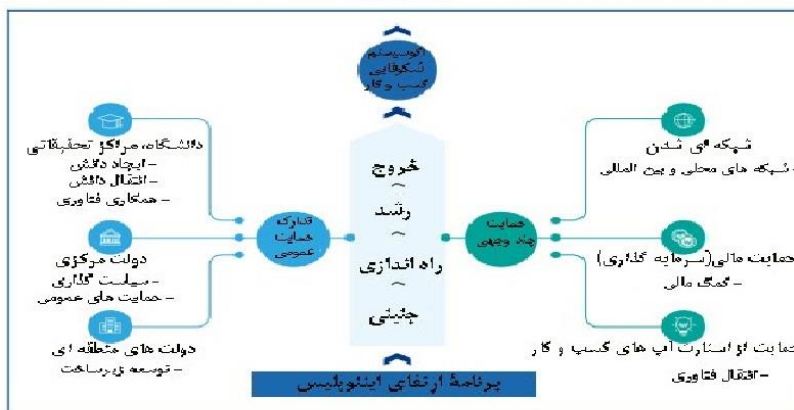 اکوسیستم
شکوفایی
کسب و کار
شبکه ای شدن
- شبکه های محلی و بین المللی
حمایت مالی(سرمایه گذاری)
- کمک مالی
حمایت از استارت آپ های کسب و کار
- انتقال فناوری
حمایت
چند وجهی
خروج
رشد
راه اندازی
جنینی
تدارک
حمایت
عمومی
دانشگاه، مراکز تحقیقاتی
- ایجاد دانش
- انتقال دانش
- همکاری فناوری
دولت مرکزی
- سیاست گذاری
- حمایت های عمومی
دولت های منطقه ای
- توسعه زیرساخت
برنامهٔ ارتقای اینوپلیس